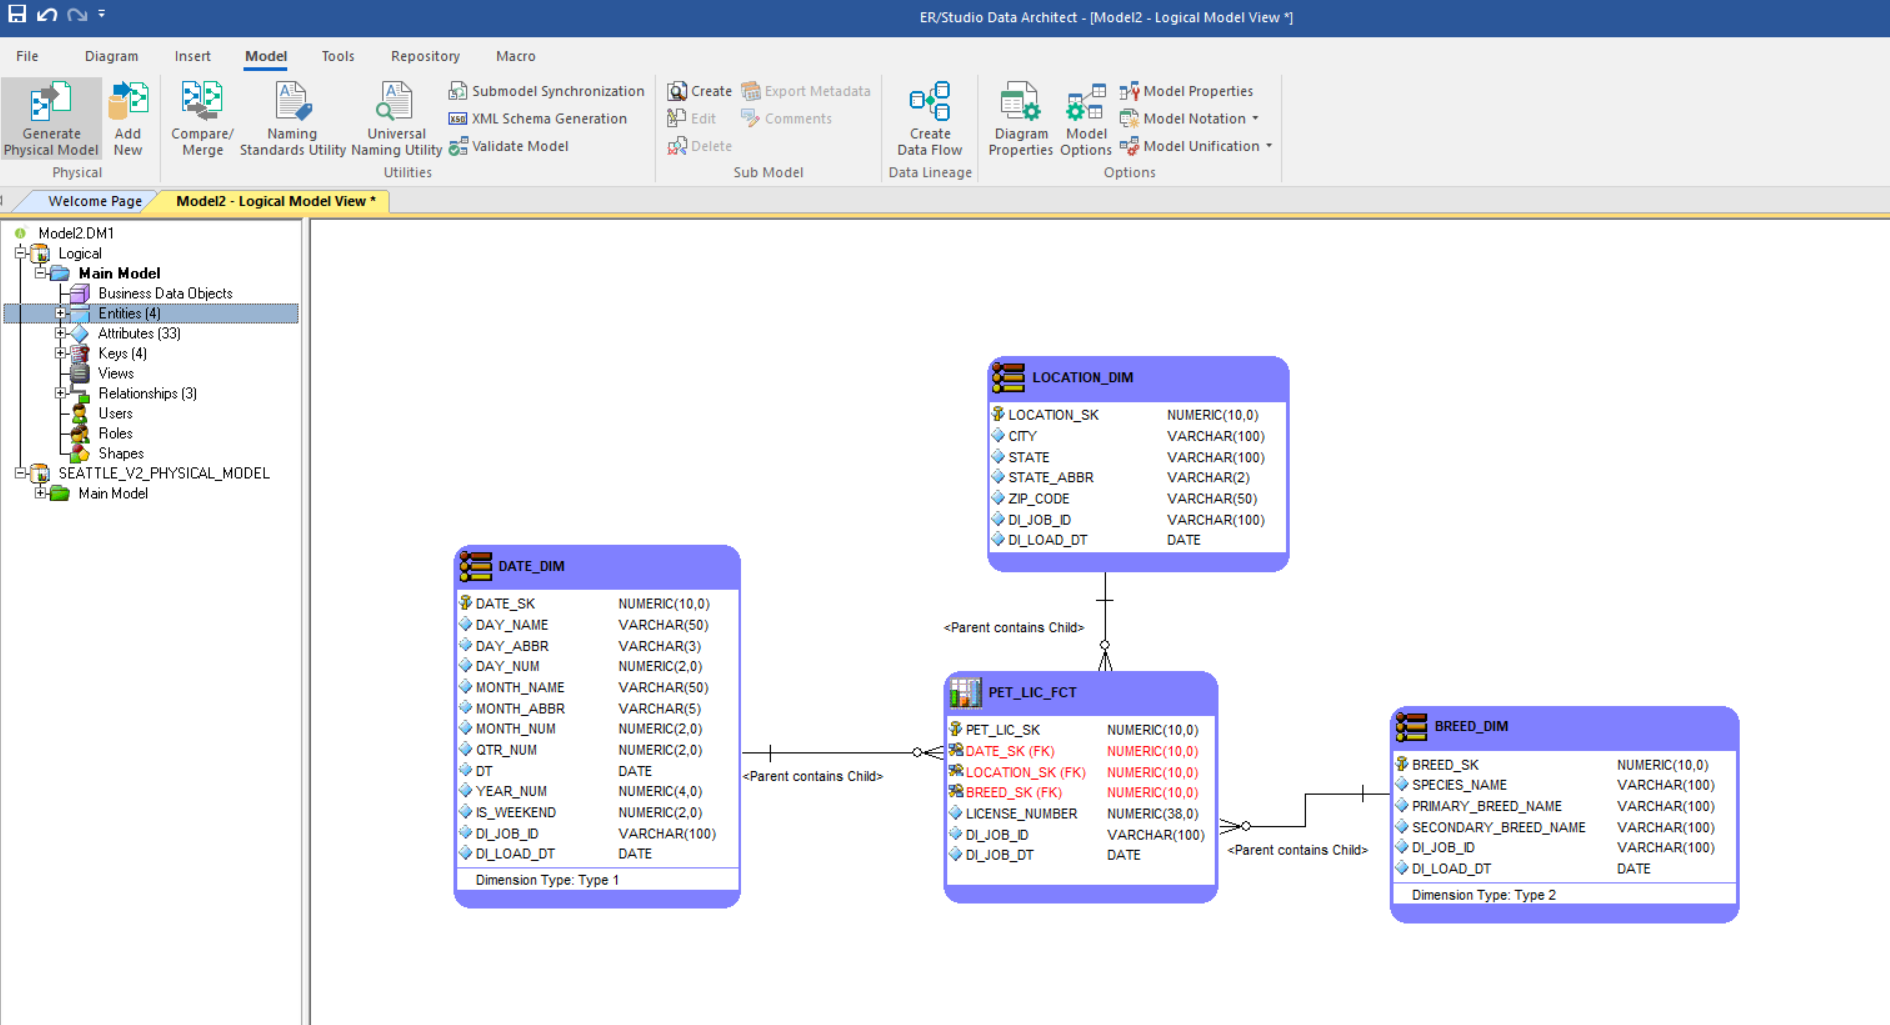 ER/Studio Data Architect - [Model2 - Logical Model View *]
File Diagram Insert Model Tools Repository Macro
Generate Physical Model
Add New
Physical
Compare/ Merge
Naming Standards Utility
Universal Naming Utility
Submodel Synchronization
XML Schema Generation
Validate Model
Utilities
Create
Edit
Delete
Export Metadata
Comments
Sub Model
Create Data Flow
Data Lineage
Diagram Properties
Model Options
Model Properties
Model Notation
Model Unification
Options
Welcome Page
Model2 - Logical Model View *
Model2.DM1
Logical
Main Model
Business Data Objects
Entities (4)
Attributes (33)
Keys (4)
Views
Relationships (3)
Users
Roles
Shapes
SEATTLE_V2_PHYSICAL_MODEL
Main Model
LOCATION_DIM
LOCATION_SK NUMERIC(10,0)
CITY VARCHAR(100)
STATE VARCHAR(100)
STATE_ABBR VARCHAR(2)
ZIP_CODE VARCHAR(50)
DI_JOB_ID VARCHAR(100)
DI_LOAD_DT DATE
<Parent contains Child>
DATE_DIM
DATE_SK NUMERIC(10,0)
DAY_NAME VARCHAR(50)
DAY_ABBR VARCHAR(3)
DAY_NUM NUMERIC(2,0)
MONTH_NAME VARCHAR(50)
MONTH_ABBR VARCHAR(5)
MONTH_NUM NUMERIC(2,0)
QTR_NUM NUMERIC(2,0)
DT DATE
YEAR_NUM NUMERIC(4,0)
IS_WEEKEND NUMERIC(2,0)
DI_JOB_ID VARCHAR(100)
DI_LOAD_DT DATE
Dimension Type: Type 1
<Parent contains Child>
PET_LIC_FCT
PET_LIC_SK NUMERIC(10,0)
DATE_SK (FK) NUMERIC(10,0)
LOCATION_SK (FK) NUMERIC(10,0)
BREED_SK (FK) NUMERIC(10,0)
LICENSE_NUMBER NUMERIC(38,0)
DI_JOB_ID VARCHAR(100)
DI_JOB_DT DATE
<Parent contains Child>
BREED_DIM
BREED_SK NUMERIC(10,0)
SPECIES_NAME VARCHAR(100)
PRIMARY_BREED_NAME VARCHAR(100)
SECONDARY_BREED_NAME VARCHAR(100)
DI_JOB_ID VARCHAR(100)
DI_LOAD_DT DATE
Dimension Type: Type 2